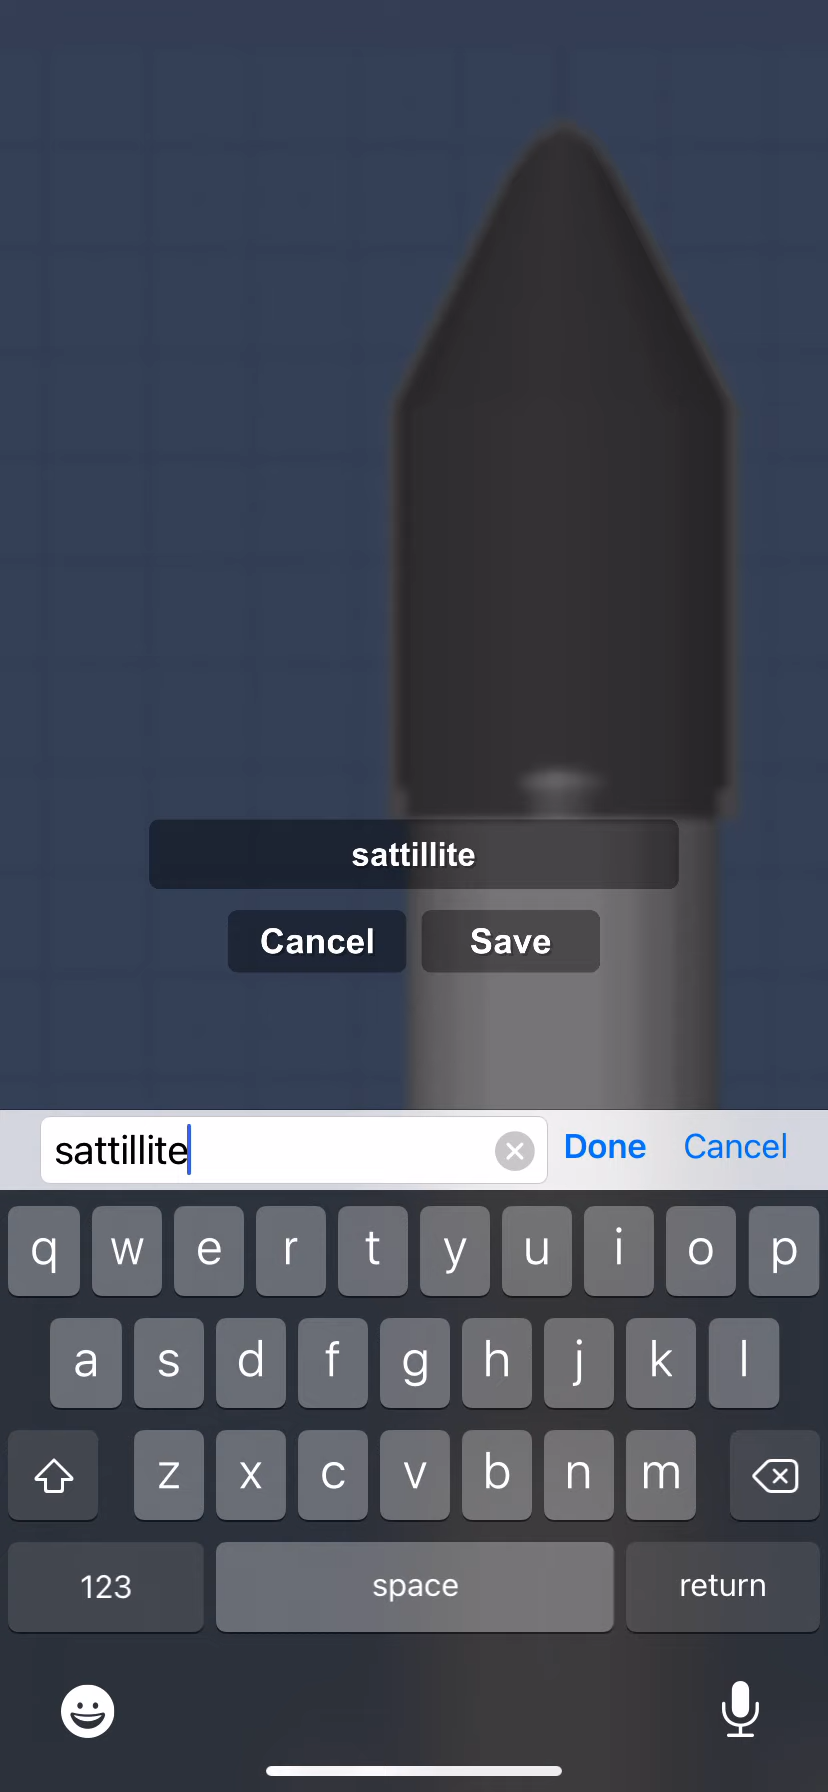 sattillite
Cancel Save
sattillite Done Cancel
q w e r t y u i o p
a s d f g h j k l
z x c v b n m
123 space return